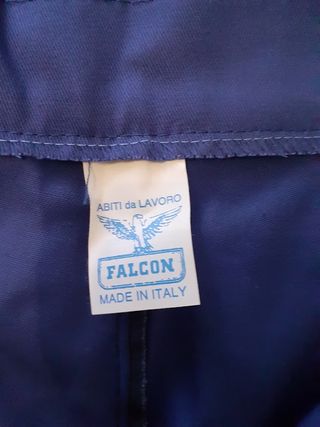 ABITI da LAVORO
FALCON
MADE IN ITALY